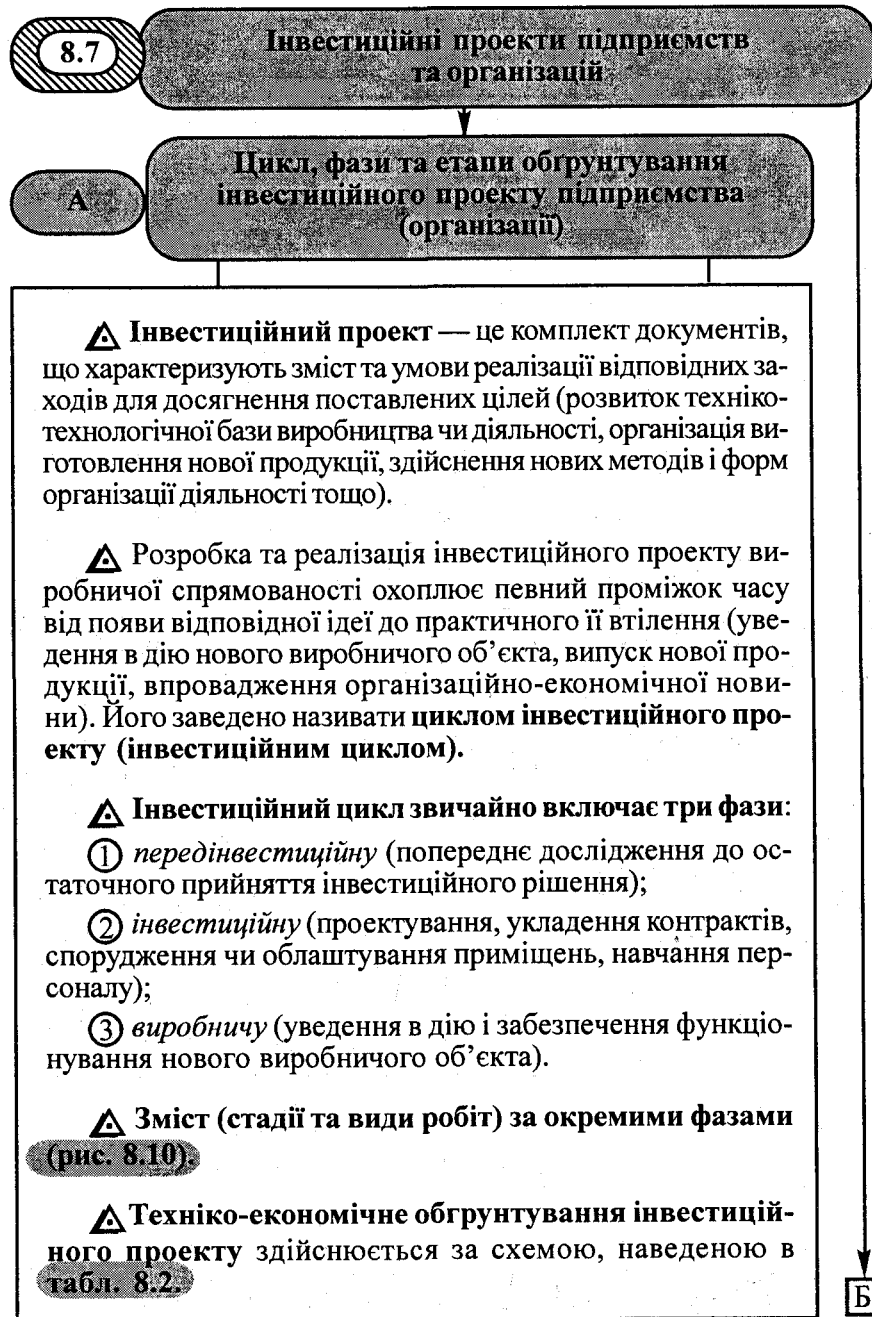 8.7
Інвестиційні проекти підприємств
та організацій
А
Цикл, фази та етапи обґрунтування
інвестиційного проекту підприємства
(організації)
Інвестиційний проект — це комплект документів,
що характеризують зміст та умови реалізації відповідних за-
ходів для досягнення поставлених цілей (розвиток техніко-
технологічної бази виробництва чи діяльності, організація ви-
готовлення нової продукції, здійснення нових методів і форм
організації діяльності тощо).
Розробка та реалізація інвестиційного проекту ви-
робничої спрямованості охоплює певний проміжок часу
від появи відповідної ідеї до практичного її втілення (уве-
дення в дію нового виробничого об’єкта, випуск нової про-
дукції, впровадження організаційно-економічної нови-
ни). Його заведено називати циклом інвестиційного про-
екту (інвестиційним циклом).
Інвестиційний цикл звичайно включає три фази:
① передінвестиційну (попереднє дослідження до ос-
таточного прийняття інвестиційного рішення);
② інвестиційну (проектування, укладення контрактів,
спорудження чи облаштування приміщень, навчання пер-
соналу);
③ виробничу (уведення в дію і забезпечення функціо-
нування нового виробничого об’єкта).
Зміст (стадії та види робіт) за окремими фазами
(рис. 8.10).
Техніко-економічне обгрунтування інвестицій-
ного проекту здійснюється за схемою, наведеною в
табл. 8.2.
Б